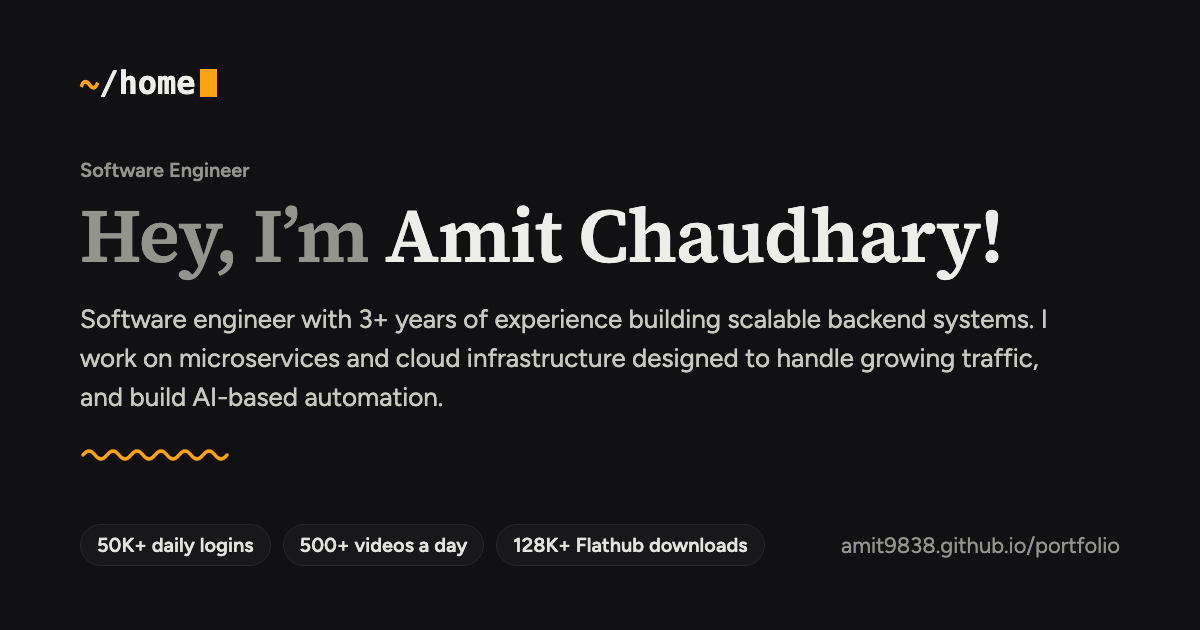 ~/home
Software Engineer
Hey, I’m Amit Chaudhary!
Software engineer with 3+ years of experience building scalable backend systems. I
work on microservices and cloud infrastructure designed to handle growing traffic,
and build AI-based automation.
50K+ daily logins
500+ videos a day
128K+ Flathub downloads
amit9838.github.io/portfolio